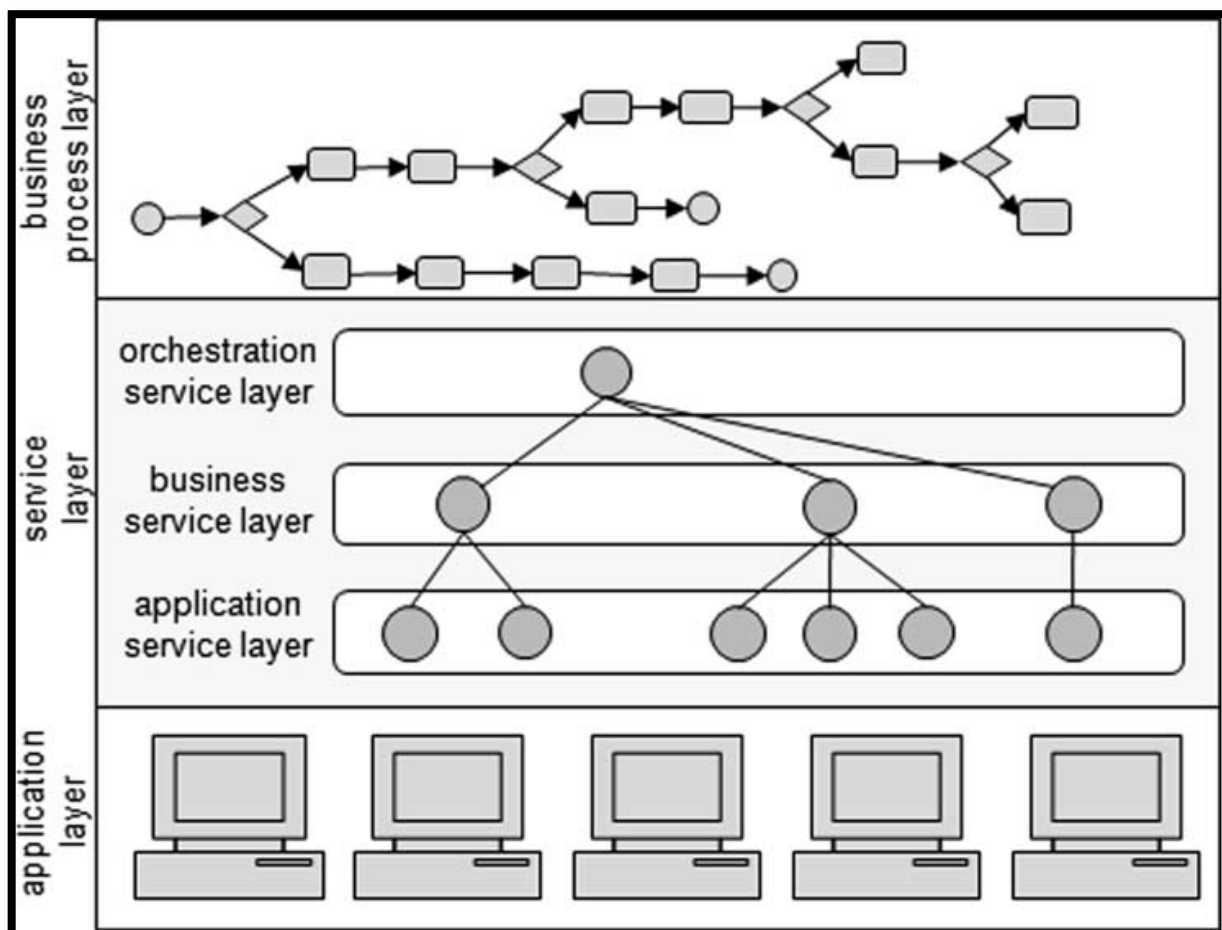 business
process layer
orchestration
service layer
service
layer
business
service layer
application
service layer
application
layer